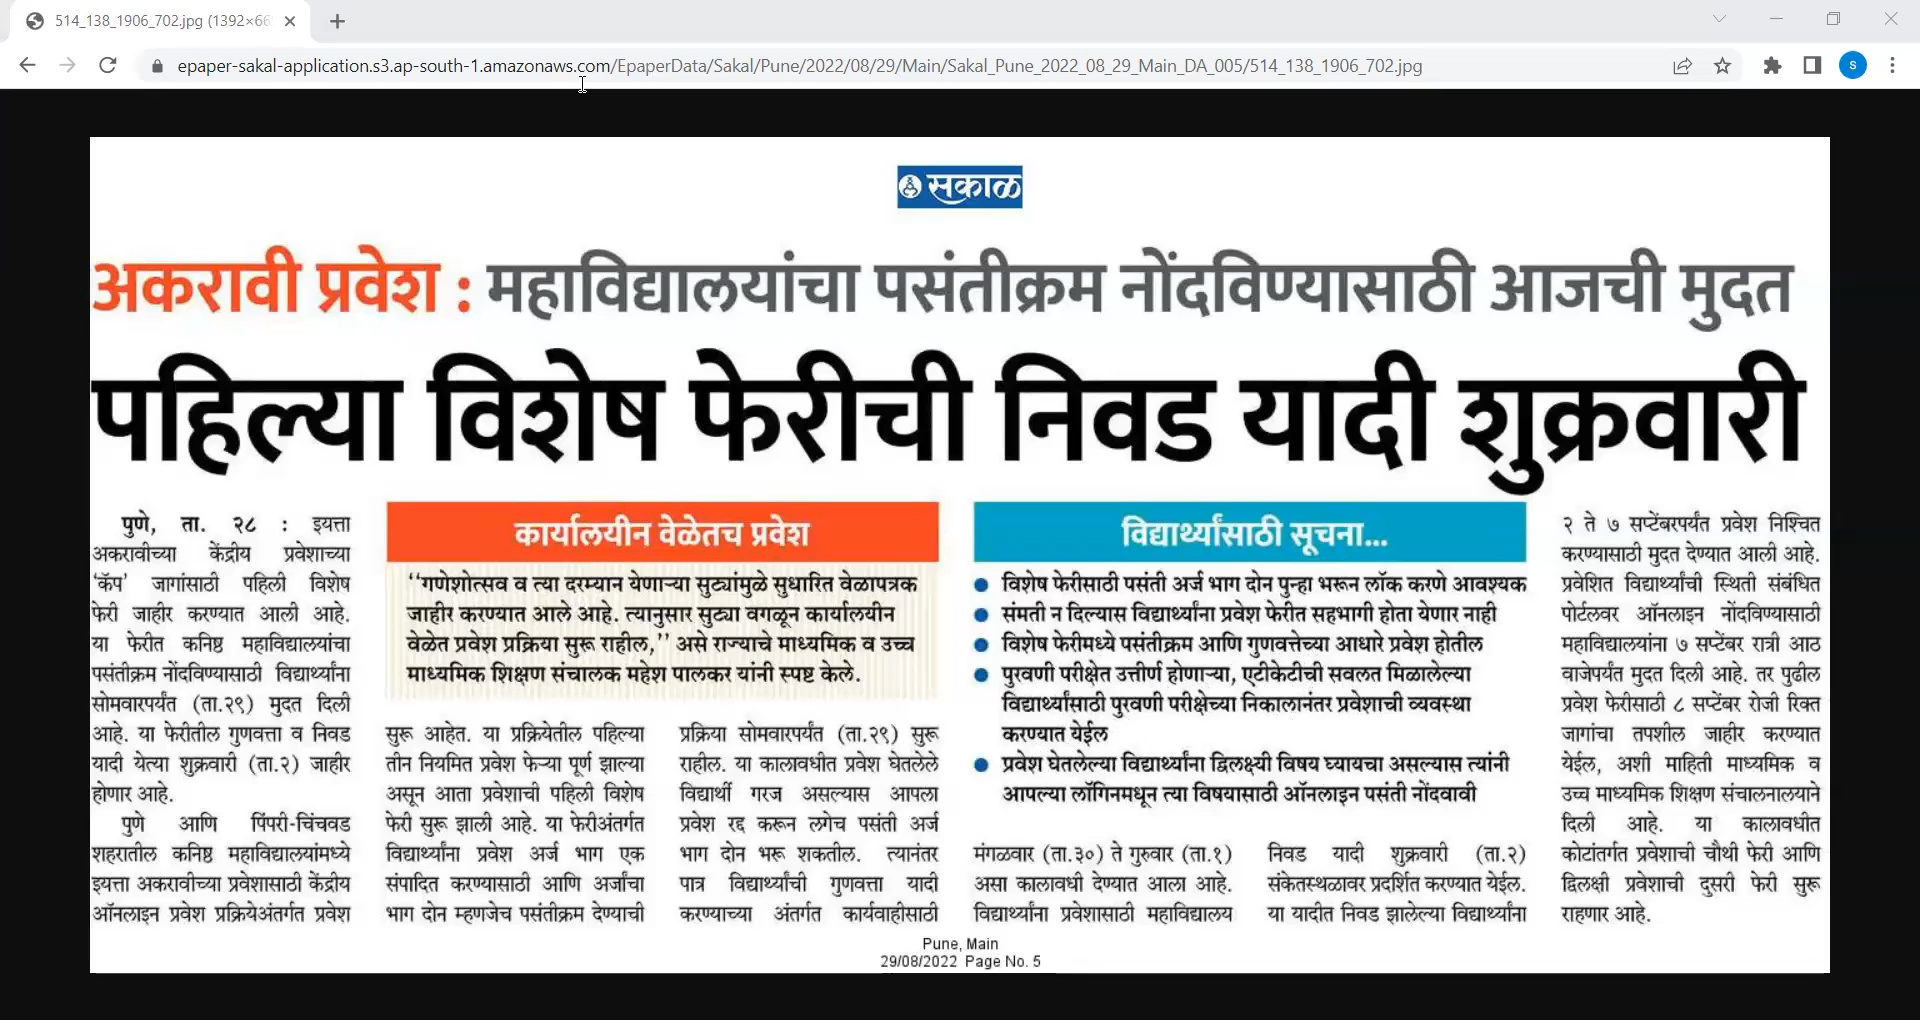 514_138_1906_702.jpg (1392×66
epaper-sakal-application.s3.ap-south-1.amazonaws.com/EpaperData/Sakal/Pune/2022/08/29/Main/Sakal_Pune_2022_08_29_Main_DA_005/514_138_1906_702.jpg
S
सकाळ
अकरावी प्रवेश : महाविद्यालयांचा पसंतीक्रम नोंदविण्यासाठी आजची मुदत
पहिल्या विशेष फेरीची निवड यादी शुक्रवारी
पुणे, ता. २८ : इयत्ता
अकरावीच्या केंद्रीय प्रवेशाच्या
‘कॅप’ जागांसाठी पहिली विशेष
फेरी जाहीर करण्यात आली आहे.
या फेरीत कनिष्ठ महाविद्यालयांचा
पसंतीक्रम नोंदविण्यासाठी विद्यार्थ्यांना
सोमवारपर्यंत (ता.२९) मुदत दिली
आहे. या फेरीतील गुणवत्ता व निवड
यादी येत्या शुक्रवारी (ता.२) जाहीर
होणार आहे.
पुणे आणि पिंपरी-चिंचवड
शहरातील कनिष्ठ महाविद्यालयांमध्ये
इयत्ता अकरावीच्या प्रवेशासाठी केंद्रीय
ऑनलाइन प्रवेश प्रक्रियेअंतर्गत प्रवेश
कार्यालयीन वेळेतच प्रवेश
‘‘गणेशोत्सव व त्या दरम्यान येणाऱ्या सुट्यांमुळे सुधारित वेळापत्रक
जाहीर करण्यात आले आहे. त्यानुसार सुट्या वगळून कार्यालयीन
वेळेत प्रवेश प्रक्रिया सुरू राहील,’’ असे राज्याचे माध्यमिक व उच्च
माध्यमिक शिक्षण संचालक महेश पालकर यांनी स्पष्ट केले.
सुरू आहेत. या प्रक्रियेतील पहिल्या
तीन नियमित प्रवेश फेऱ्या पूर्ण झाल्या
असून आता प्रवेशाची पहिली विशेष
फेरी सुरू झाली आहे. या फेरीअंतर्गत
विद्यार्थ्यांना प्रवेश अर्ज भाग एक
संपादित करण्यासाठी आणि अर्जाचा
भाग दोन म्हणजेच पसंतीक्रम देण्याची
प्रक्रिया सोमवारपर्यंत (ता.२९) सुरू
राहील. या कालावधीत प्रवेश घेतलेले
विद्यार्थी गरज असल्यास आपला
प्रवेश रद्द करून लगेच पसंती अर्ज
भाग दोन भरू शकतील. त्यानंतर
पात्र विद्यार्थ्यांची गुणवत्ता यादी
करण्याच्या अंतर्गत कार्यवाहीसाठी
विद्यार्थ्यांसाठी सूचना...
विशेष फेरीसाठी पसंती अर्ज भाग दोन पुन्हा भरून लॉक करणे आवश्यक
संमती न दिल्यास विद्यार्थ्यांना प्रवेश फेरीत सहभागी होता येणार नाही
विशेष फेरीमध्ये पसंतीक्रम आणि गुणवत्तेच्या आधारे प्रवेश होतील
पुरवणी परीक्षेत उत्तीर्ण होणाऱ्या, एटीकेटीची सवलत मिळालेल्या
विद्यार्थ्यांसाठी पुरवणी परीक्षेच्या निकालानंतर प्रवेशाची व्यवस्था
करण्यात येईल
प्रवेश घेतलेल्या विद्यार्थ्यांना द्विलक्ष्यी विषय घ्यायचा असल्यास त्यांनी
आपल्या लॉगिनमधून त्या विषयासाठी ऑनलाइन पसंती नोंदवावी
मंगळवार (ता.३०) ते गुरुवार (ता.१)
असा कालावधी देण्यात आला आहे.
विद्यार्थ्यांना प्रवेशासाठी महाविद्यालय
निवड यादी शुक्रवारी (ता.२)
संकेतस्थळावर प्रदर्शित करण्यात येईल.
या यादीत निवड झालेल्या विद्यार्थ्यांना
२ ते ७ सप्टेंबरपर्यंत प्रवेश निश्चित
करण्यासाठी मुदत देण्यात आली आहे.
प्रवेशित विद्यार्थ्यांची स्थिती संबंधित
पोर्टलवर ऑनलाइन नोंदविण्यासाठी
महाविद्यालयांना ७ सप्टेंबर रात्री आठ
वाजेपर्यंत मुदत दिली आहे. तर पुढील
प्रवेश फेरीसाठी ८ सप्टेंबर रोजी रिक्त
जागांचा तपशील जाहीर करण्यात
येईल, अशी माहिती माध्यमिक व
उच्च माध्यमिक शिक्षण संचालनालयाने
दिली आहे. या कालावधीत
कोटांतर्गत प्रवेशाची चौथी फेरी आणि
द्विलक्षी प्रवेशाची दुसरी फेरी सुरू
राहणार आहे.
Pune, Main
29/08/2022 Page No. 5